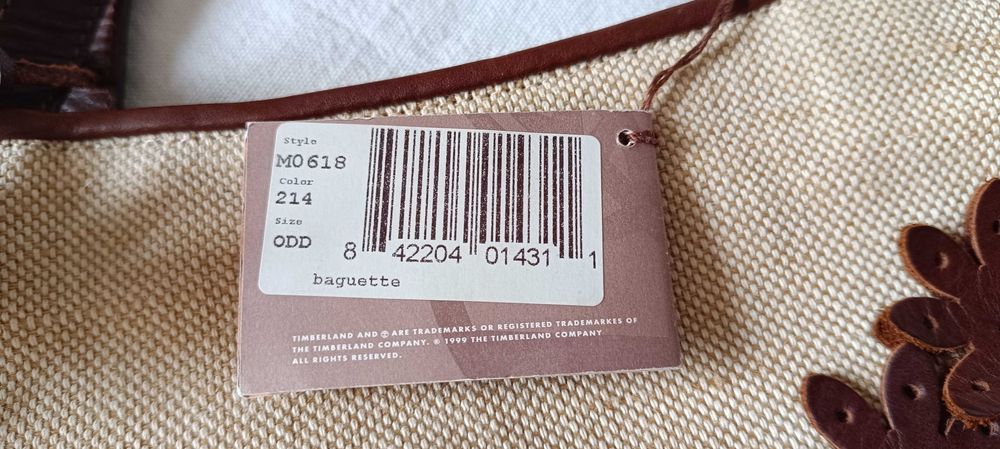 Style
M0618
Color
214
Size
ODD
8 42204 01431 1
baguette
TIMBERLAND AND ARE TRADEMARKS OR REGISTERED TRADEMARKES OF
THE TIMBERLAND COMPANY. © 1999 THE TIMBERLAND COMPANY
ALL RIGHTS RESERVED.